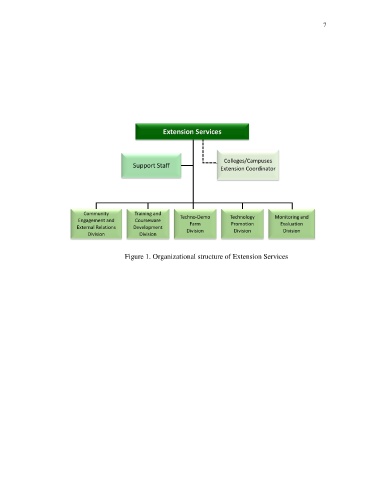 7
Extension Services
Support Staff
Colleges/Campuses
Extension Coordinator
Community
Engagement and
External Relations
Division
Training and
Courseware
Development
Division
Techno-Demo
Farm
Division
Technology
Promotion
Division
Monitoring and
Evaluation
Division
Figure 1. Organizational structure of Extension Services